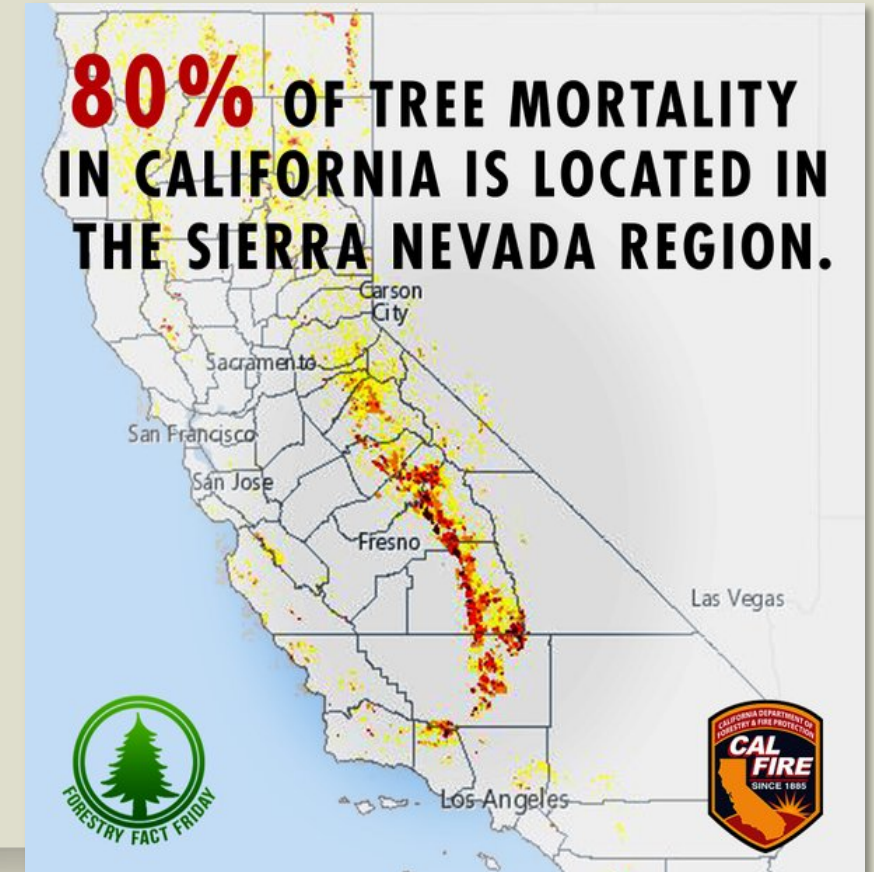 80% OF TREE MORTALITY
IN CALIFORNIA IS LOCATED IN
THE SIERRA NEVADA REGION.
Carson
City
Sacramento
San Francisco
San Jose
Fresno
Las Vegas
Los Angeles
FORESTRY FACT FRIDAY
CALIFORNIA DEPARTMENT OF
FORESTRY & FIRE PROTECTION
CAL
FIRE
SINCE 1885